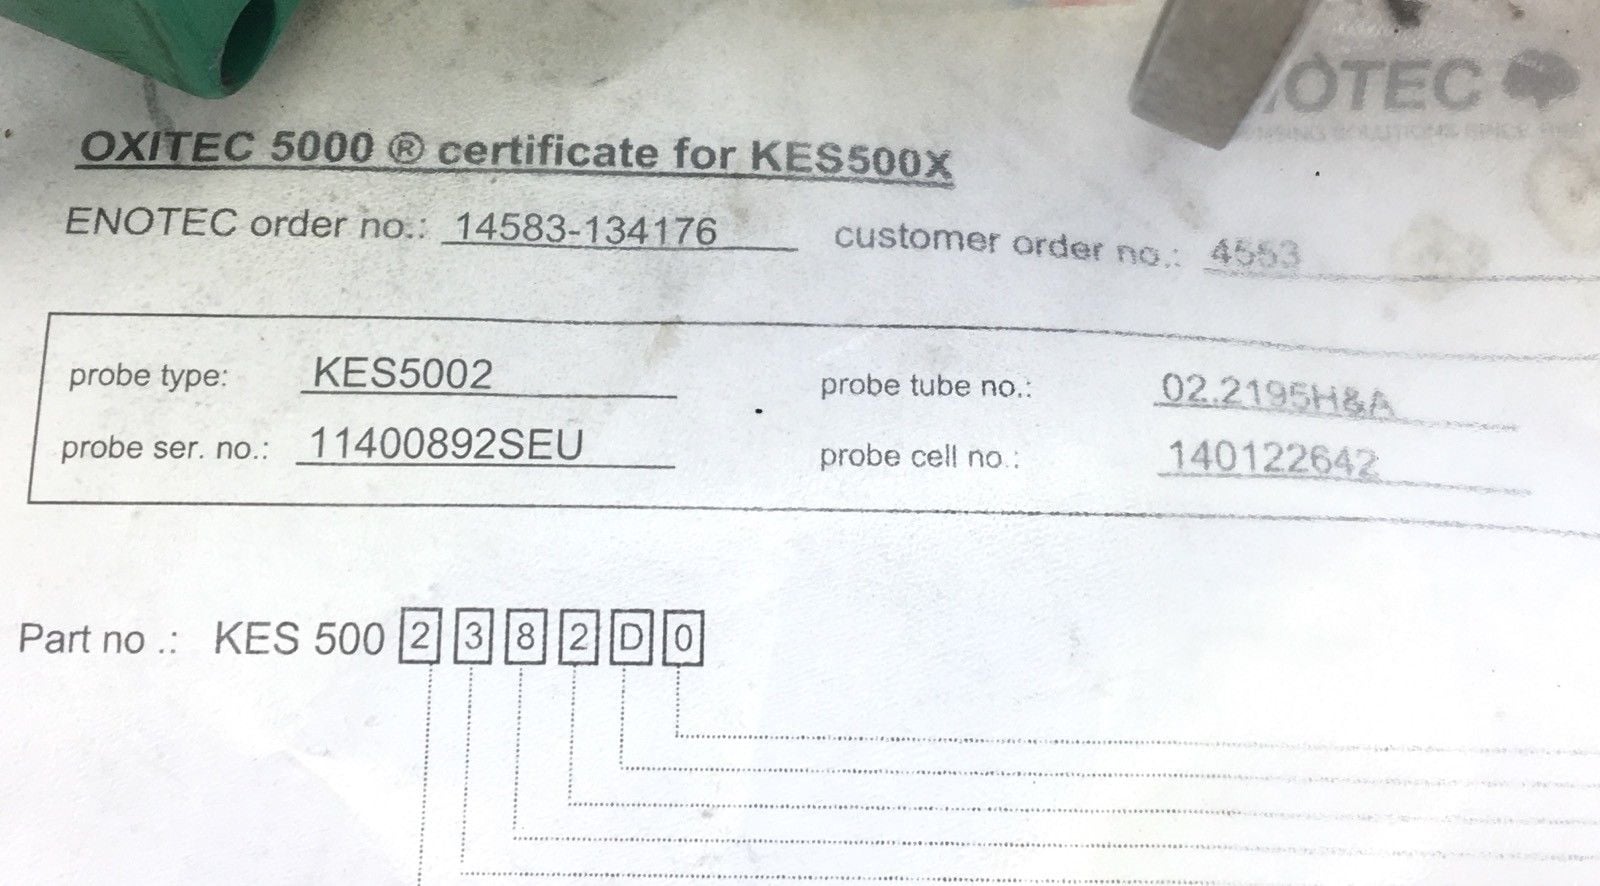 OTEC
OXITEC 5000 ® certificate for KES500X
ENOTEC order no.: 14583-134176 customer order no.: 4553
probe type: KES5002 probe tube no.: 02.2195H&A
probe ser. no.: 11400892SEU probe cell no.: 140122642
Part no .: KES 500 2 3 8 2 D 0